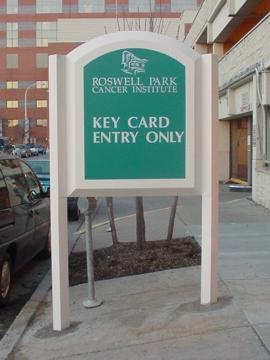 ROSWELL PARK
CANCER INSTITUTE
KEY CARD
ENTRY ONLY